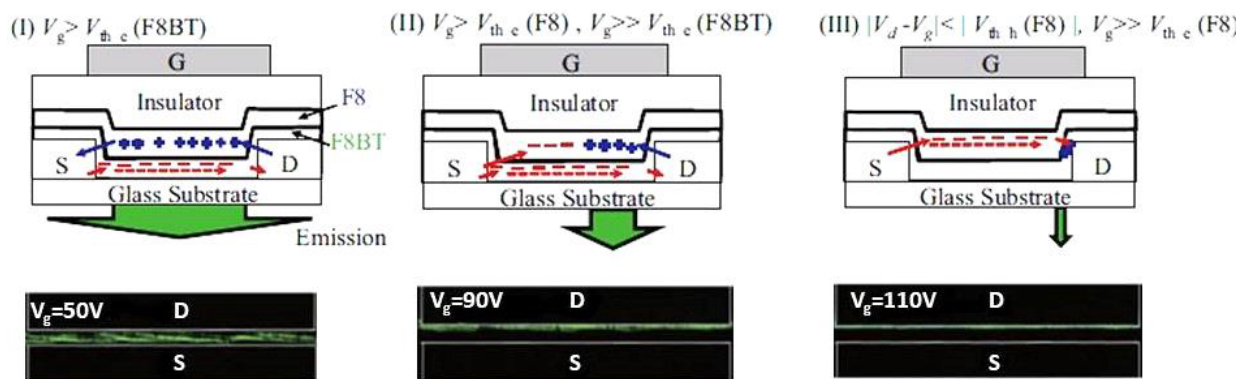 (I) Vg> Vth e (F8BT)
G
Insulator
F8
F8BT
S
D
Glass Substrate
Emission
Vg=50V D
S
(II) Vg> Vth e (F8) , Vg>> Vth e (F8BT)
G
Insulator
S
D
Glass Substrate
Vg=90V D
S
(III) |Vd -Vg|< | Vth h (F8) |, Vg>> Vth e (F8)
G
Insulator
S
D
Glass Substrate
Vg=110V D
S